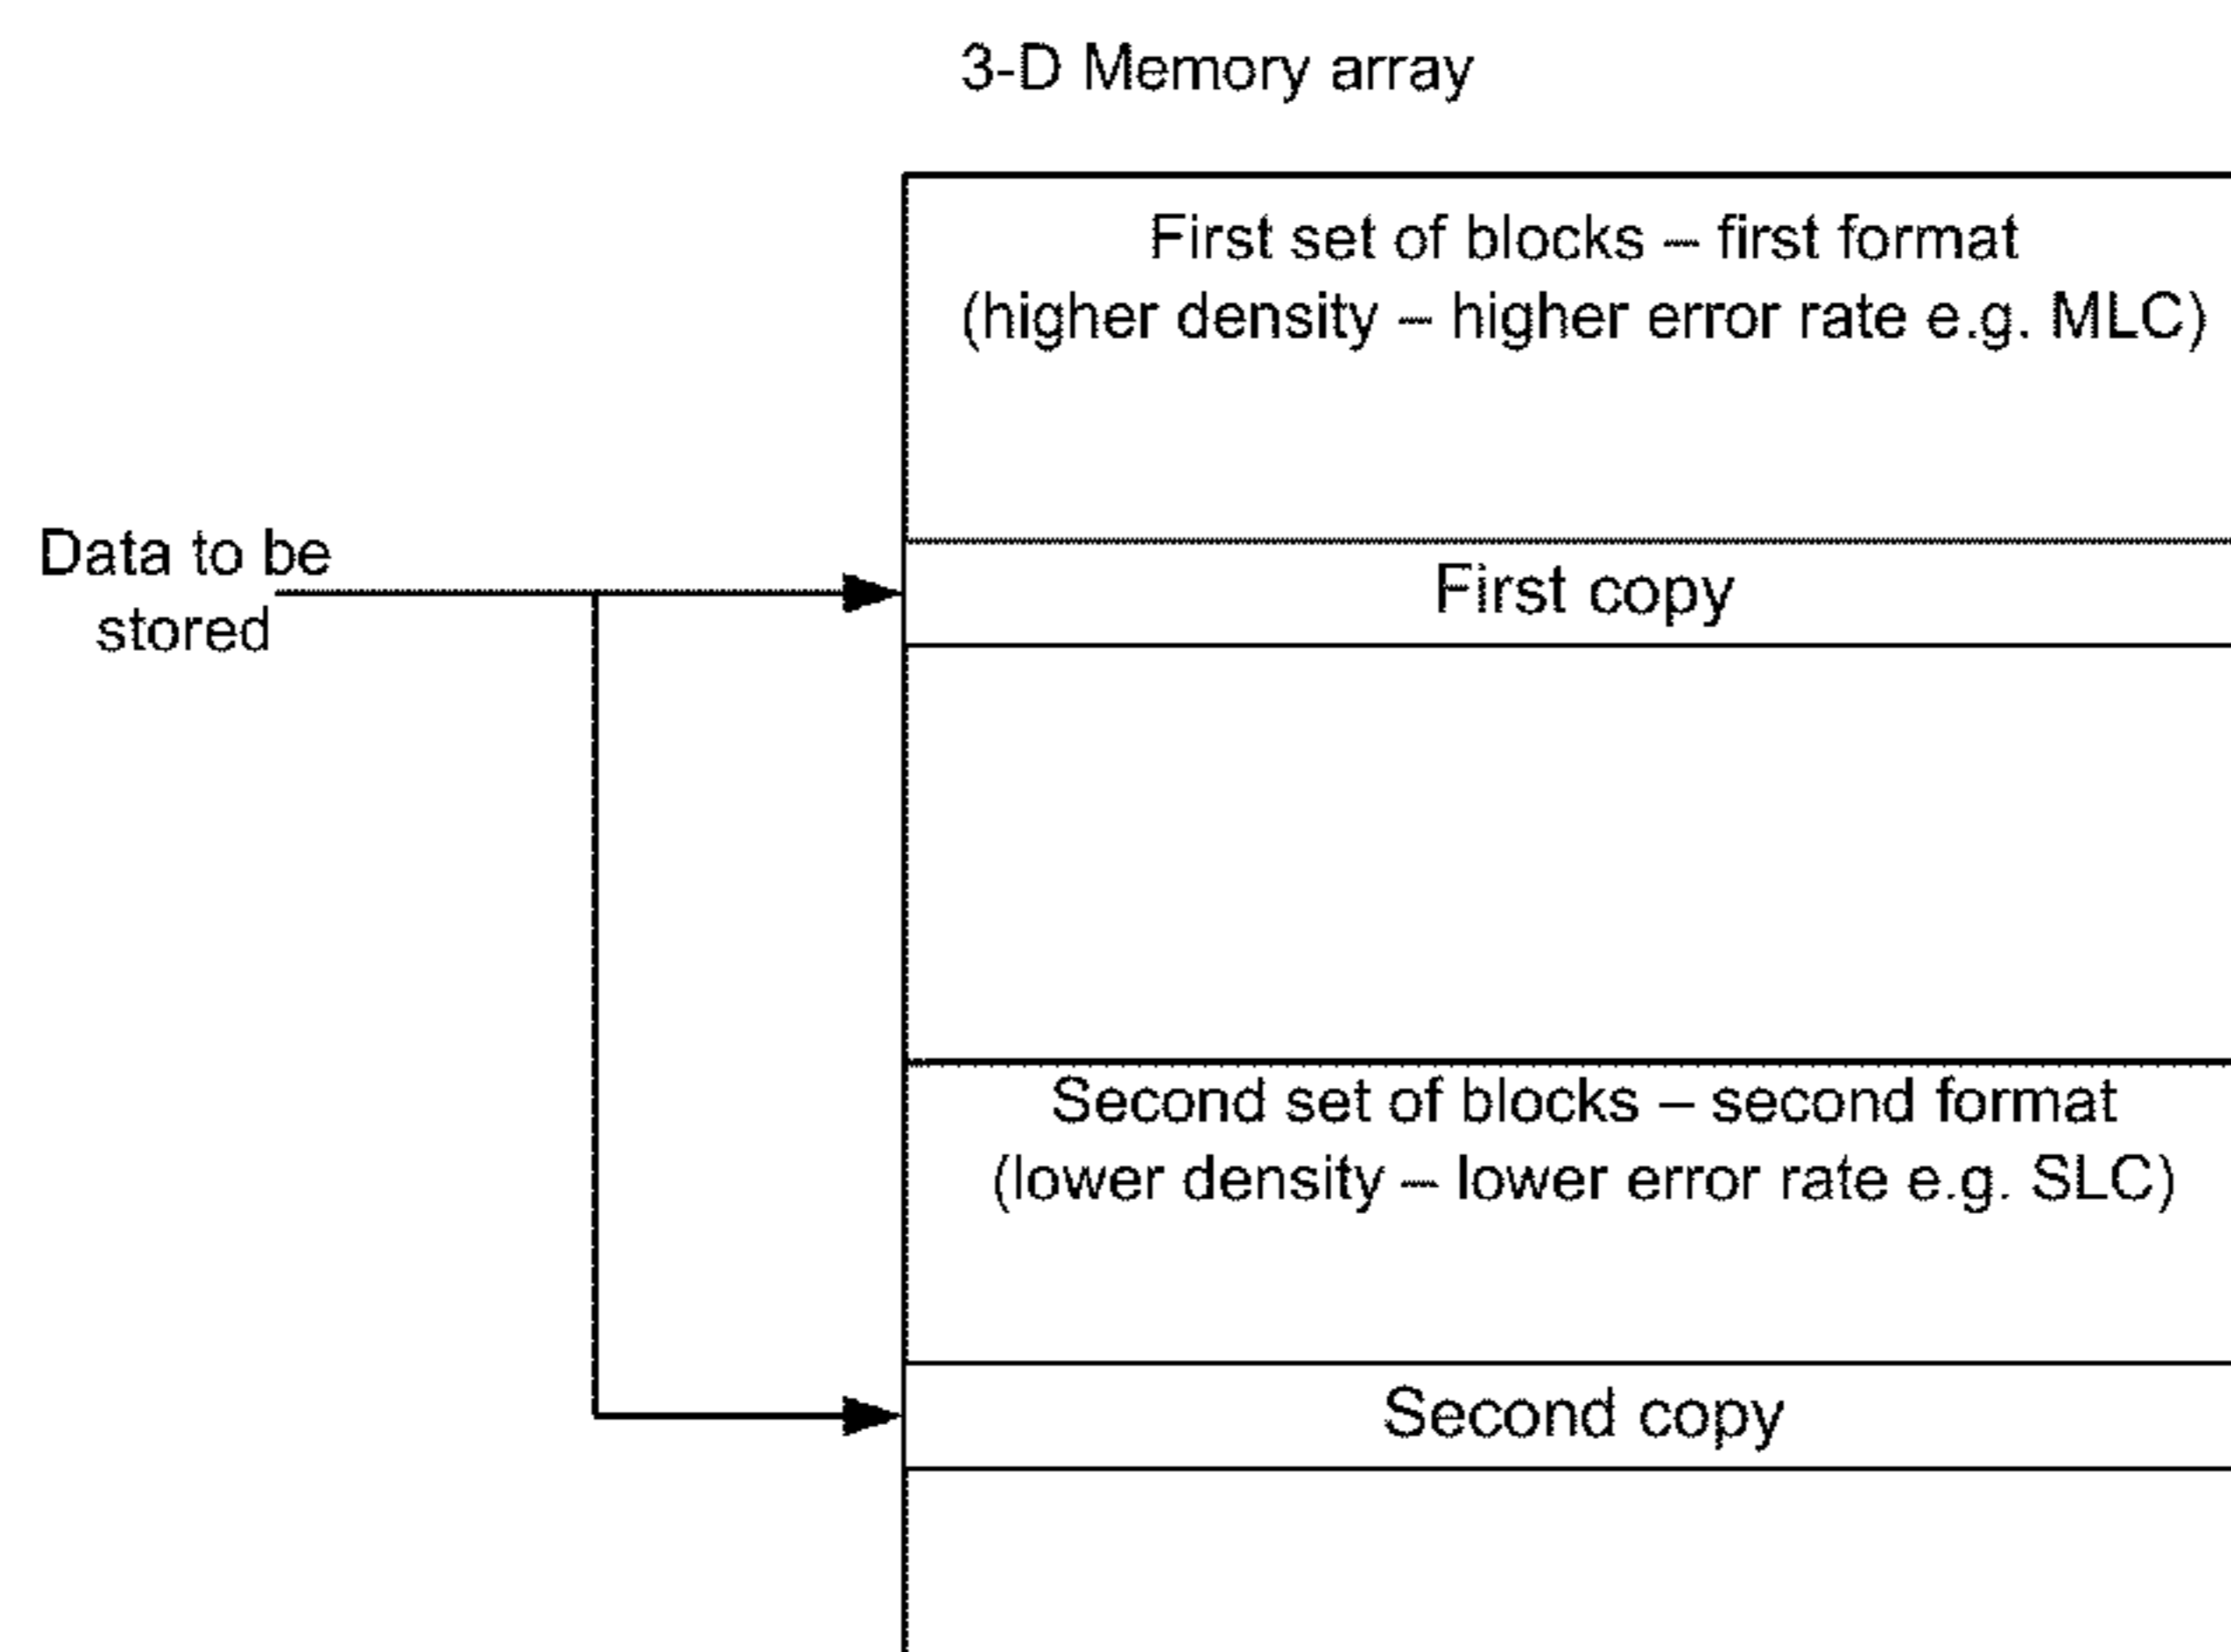 3-D Memory array
First set of blocks – first format
(higher density – higher error rate e.g. MLC)
Data to be
stored
First copy
Second set of blocks – second format
(lower density – lower error rate e.g. SLC)
Second copy